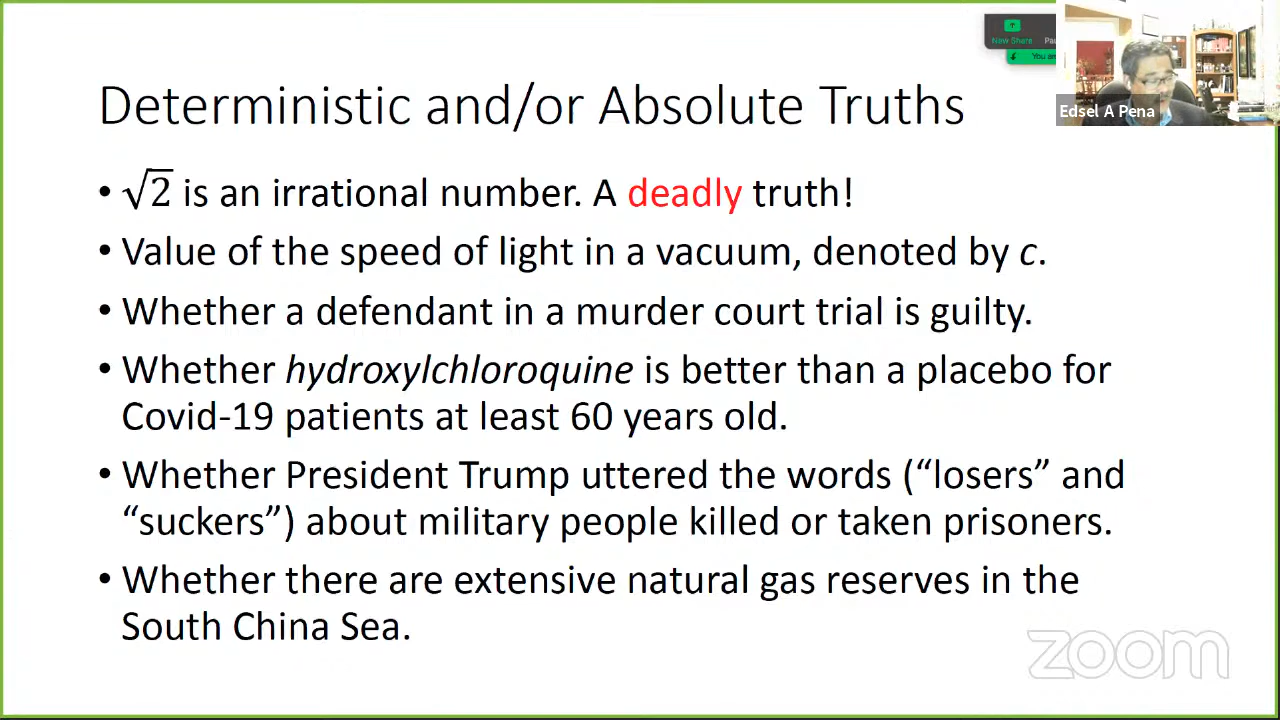 New Share
You
Edsel A Pena
Deterministic and/or Absolute Truths
• √2 is an irrational number. A deadly truth!
• Value of the speed of light in a vacuum, denoted by c.
• Whether a defendant in a murder court trial is guilty.
• Whether hydroxylchloroquine is better than a placebo for
Covid-19 patients at least 60 years old.
• Whether President Trump uttered the words (“losers” and
“suckers”) about military people killed or taken prisoners.
• Whether there are extensive natural gas reserves in the
South China Sea.
zoom